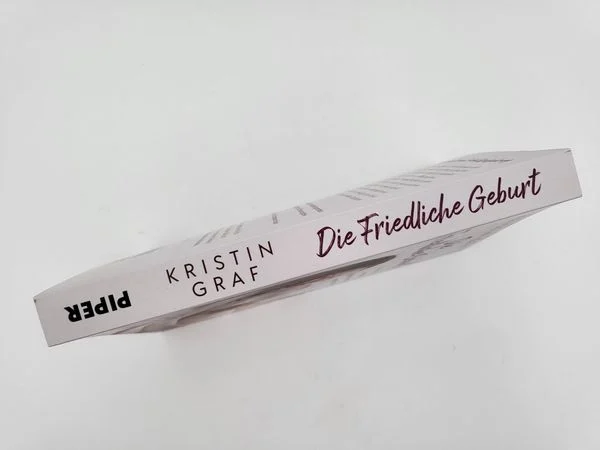 PIPER
KRISTIN
GRAF
Die Friedliche Geburt